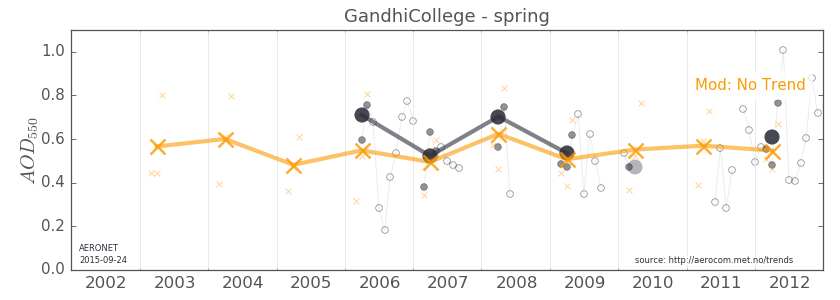 GandhiCollege - spring
1.0
0.8
0.6
0.4
0.2
0.0
AOD550
Mod: No Trend
AERONET
2015-09-24
source: http://aerocom.met.no/trends
2002 2003 2004 2005 2006 2007 2008 2009 2010 2011 2012